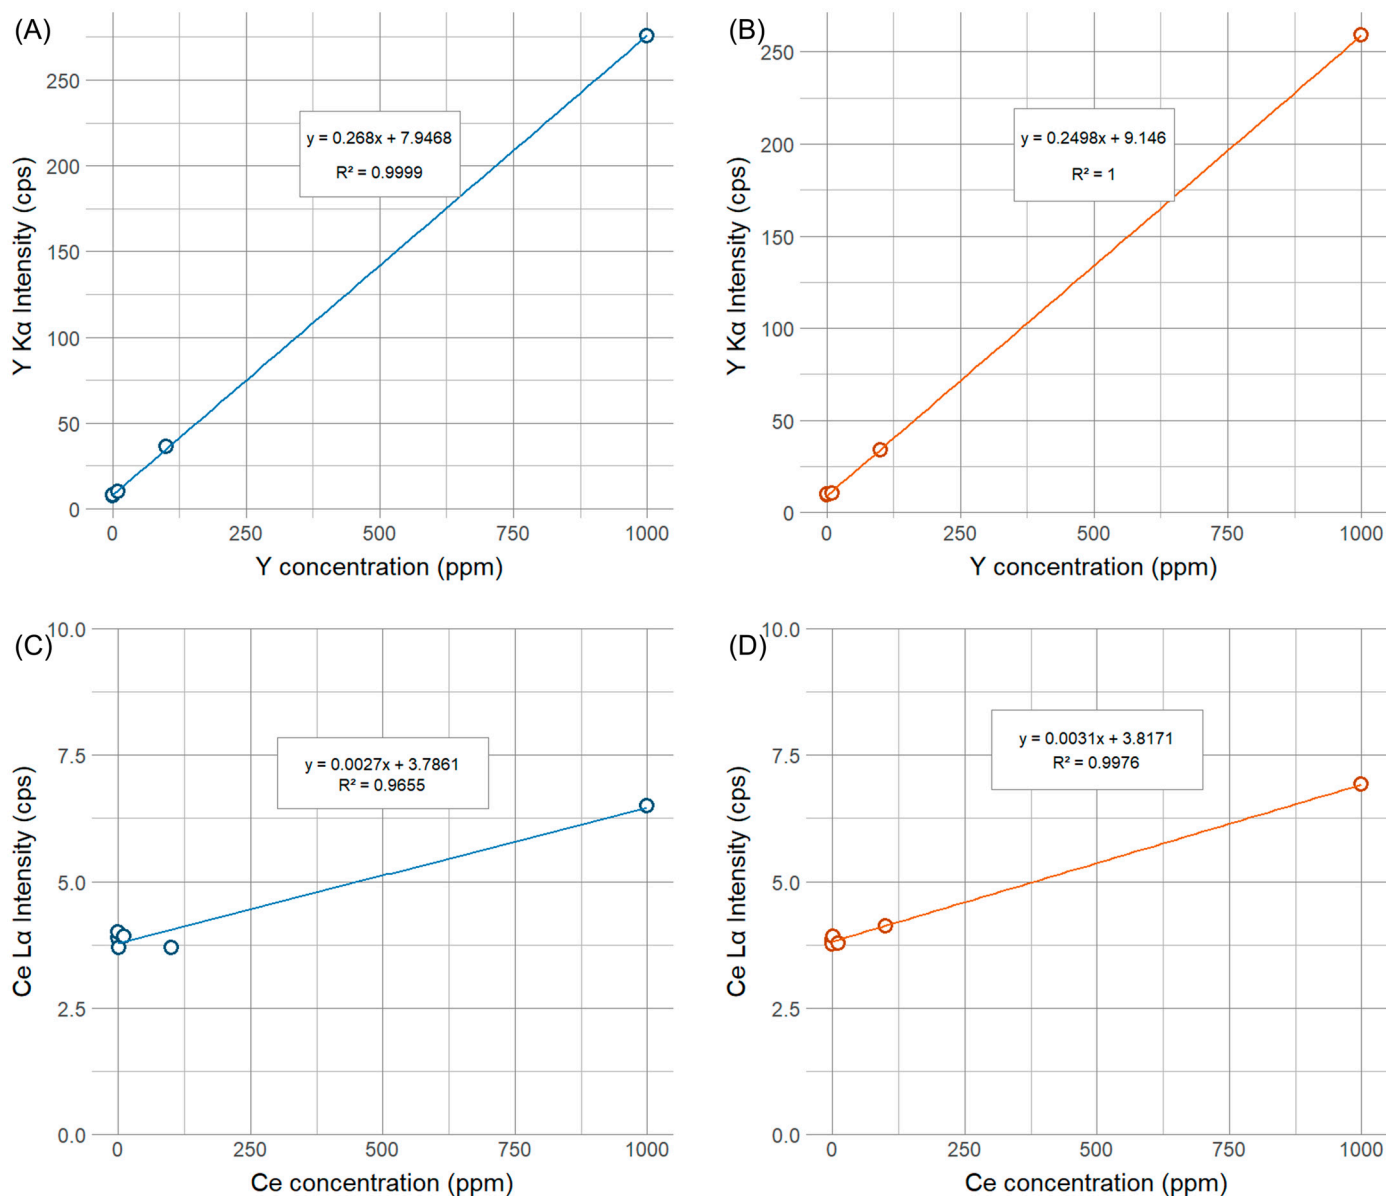 (A)
Y Kα Intensity (cps)
250
200
150
100
50
0
y = 0.268x + 7.9468
R² = 0.9999
0 250 500 750 1000
Y concentration (ppm)
(B)
Y Kα Intensity (cps)
250
200
150
100
50
0
y = 0.2498x + 9.146
R² = 1
0 250 500 750 1000
Y concentration (ppm)
(C)
Ce Lα Intensity (cps)
10.0
7.5
5.0
2.5
0.0
y = 0.0027x + 3.7861
R² = 0.9655
0 250 500 750 1000
Ce concentration (ppm)
(D)
Ce Lα Intensity (cps)
10.0
7.5
5.0
2.5
0.0
y = 0.0031x + 3.8171
R² = 0.9976
0 250 500 750 1000
Ce concentration (ppm)